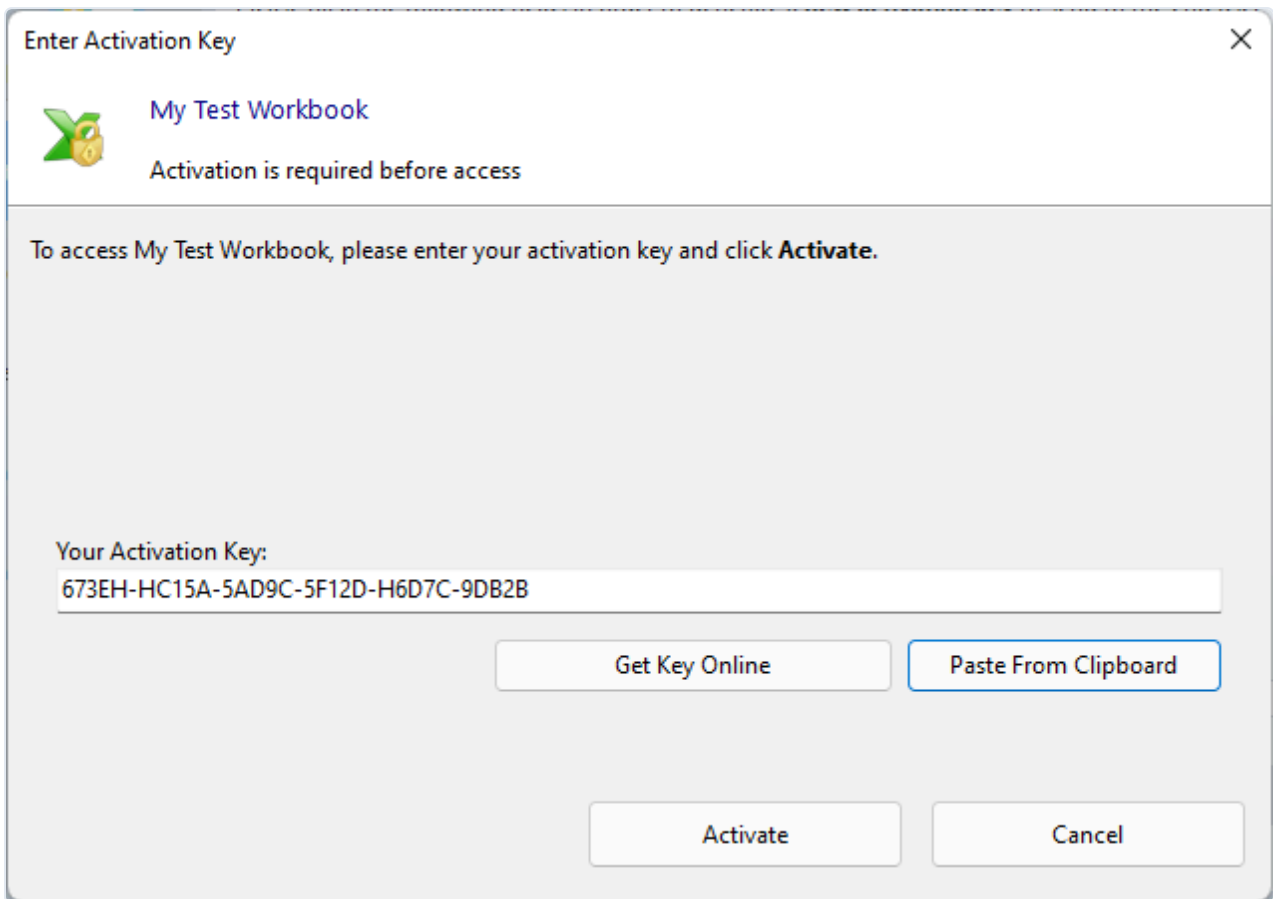 Enter Activation Key
My Test Workbook
Activation is required before access
To access My Test Workbook, please enter your activation key and click Activate.
Your Activation Key:
673EH-HC15A-5AD9C-5F12D-H6D7C-9DB2B
Get Key Online
Paste From Clipboard
Activate
Cancel